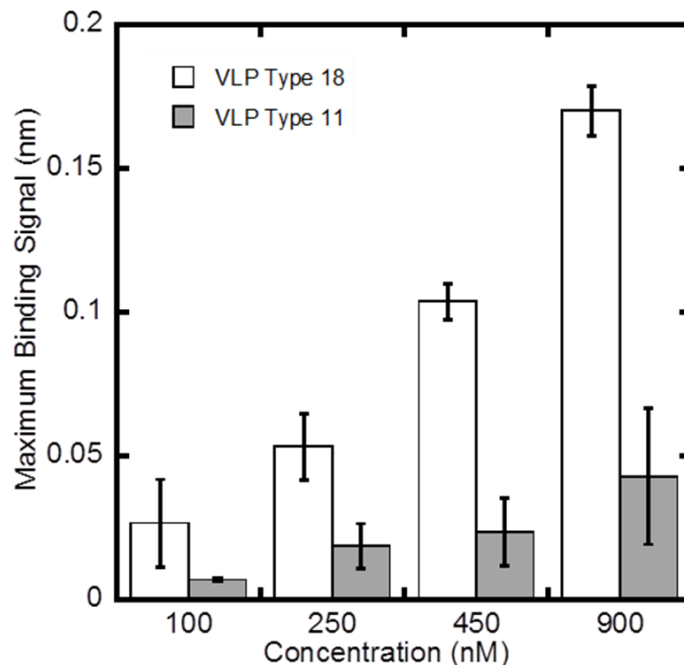 0.2
VLP Type 18
VLP Type 11
0.15
0.1
0.05
0
Maximum Binding Signal (nm)
100 250 450 900
Concentration (nM)